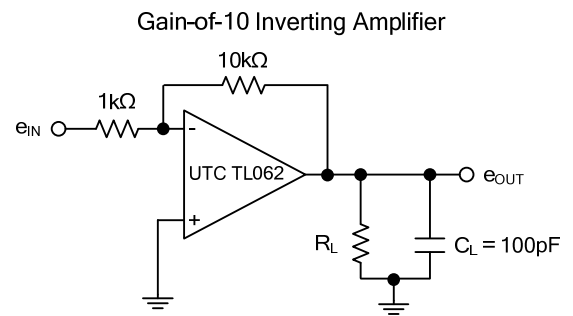 Gain-of-10 Inverting Amplifier
10kΩ
1kΩ
eIN
-
UTC TL062
eOUT
+
RL
CL = 100pF